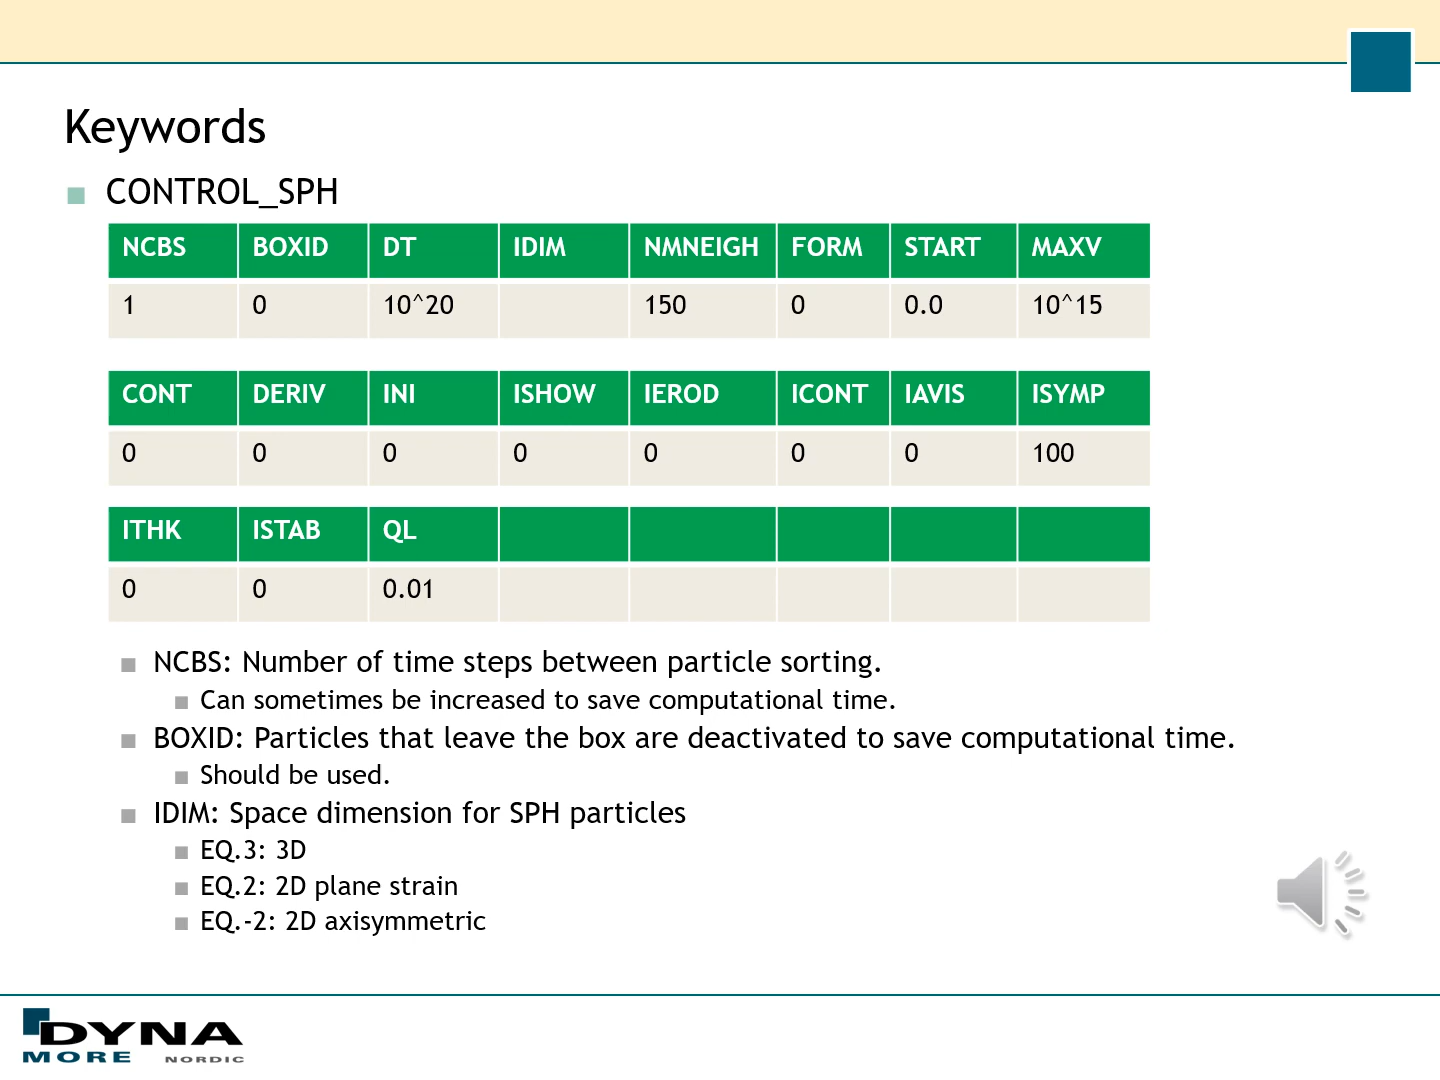 Keywords
CONTROL_SPH
NCBS BOXID DT IDIM NMNEIGH FORM START MAXV
1 0 10^20 150 0 0.0 10^15
CONT DERIV INI ISHOW IEROD ICONT IAVIS ISYMP
0 0 0 0 0 0 0 100
ITHK ISTAB QL
0 0 0.01
NCBS: Number of time steps between particle sorting.
Can sometimes be increased to save computational time.
BOXID: Particles that leave the box are deactivated to save computational time.
Should be used.
IDIM: Space dimension for SPH particles
EQ.3: 3D
EQ.2: 2D plane strain
EQ.-2: 2D axisymmetric
DYNA
MORE NORDIC